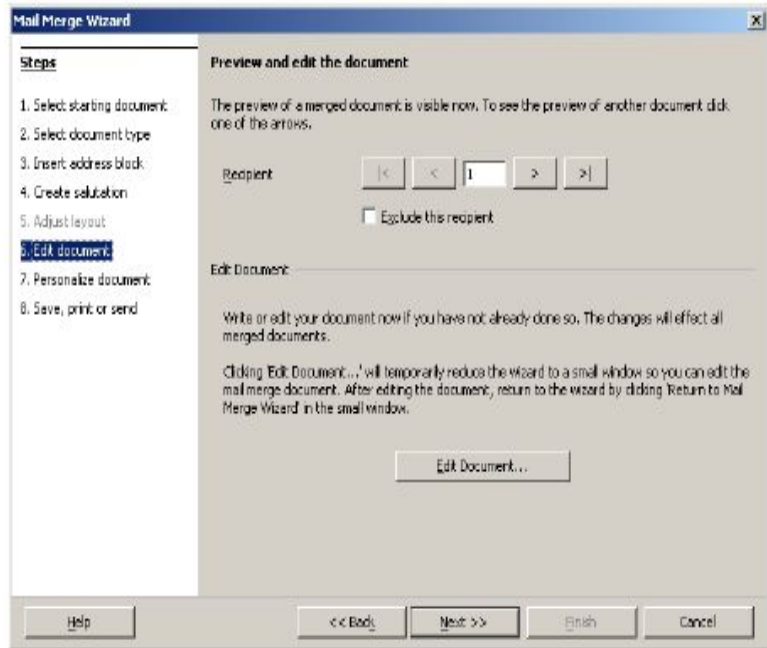 Mail Merge Wizard
Steps
1. Select starting document
2. Select document type
3. Insert address block
4. Create salutation
5. Adjust layout
6. Edit document
7. Personalize document
8. Save, print or send
Preview and edit the document
The preview of a merged document is visible now. To see the preview of another document click
one of the arrows.
Recipient
|< < 1 > >|
Exclude this recipient
Edit Document
Write or edit your document now if you have not already done so. The changes will effect all
merged documents.
Clicking 'Edit Document...' will temporarily reduce the wizard to a small window so you can edit the
mail merge document. After editing the document, return to the wizard by clicking 'Return to Mail
Merge Wizard' in the small window.
Edit Document...
Help
<< Back
Next >>
Finish
Cancel